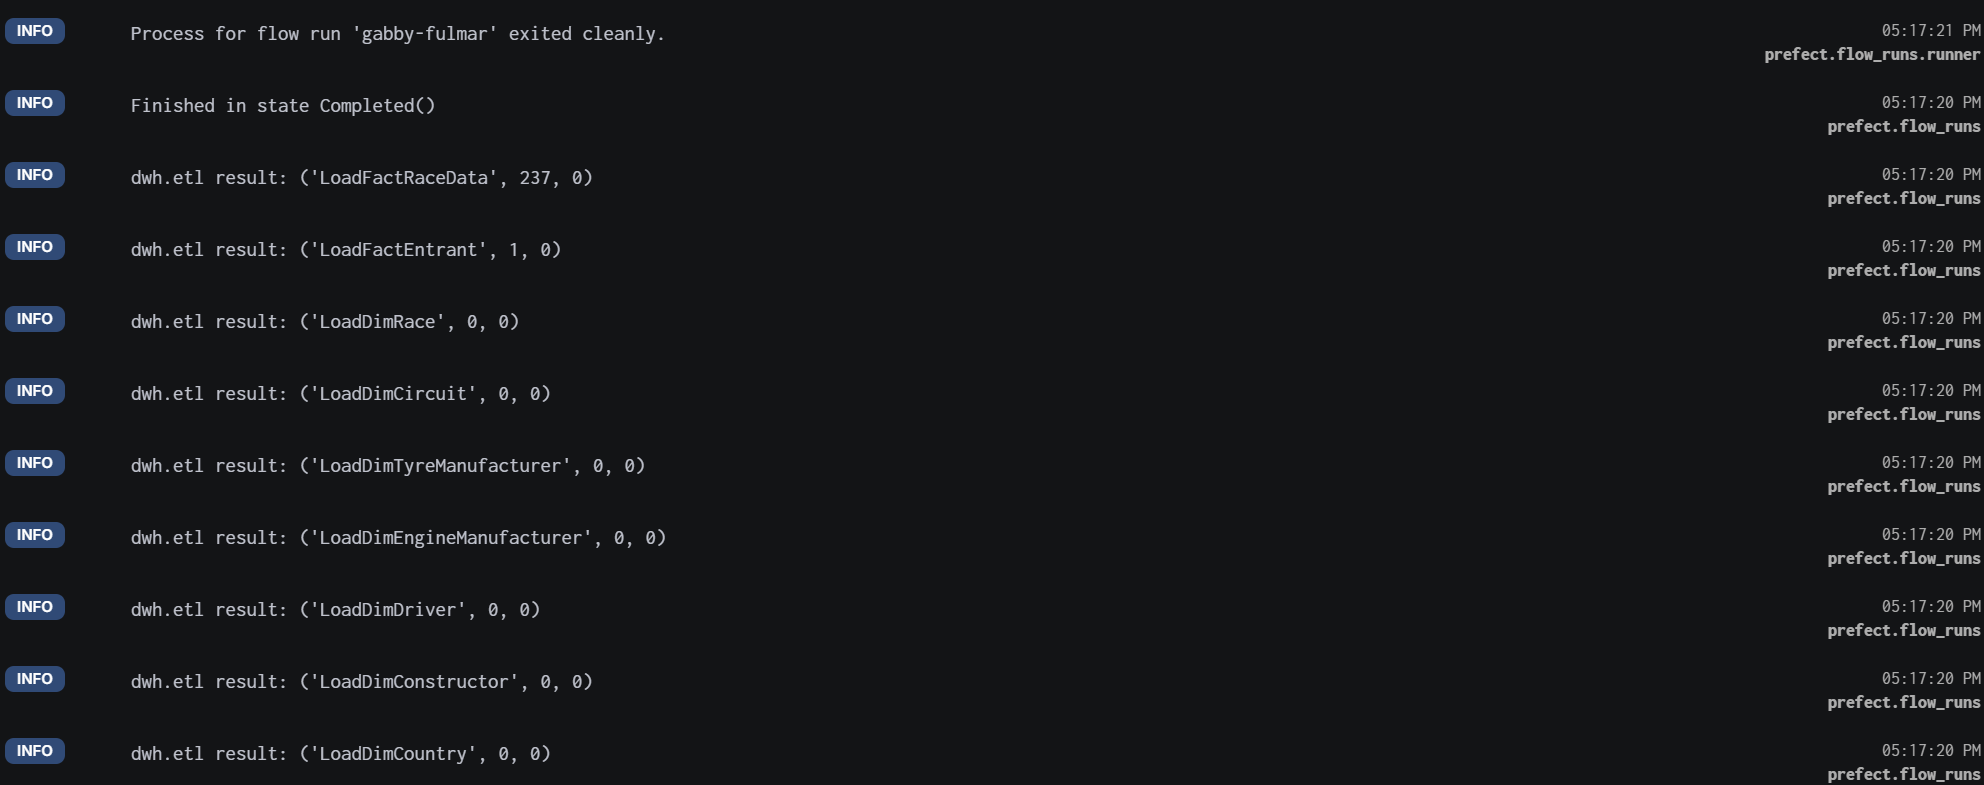 INFO Process for flow run 'gabby-fulmar' exited cleanly. 05:17:21 PM
prefect.flow_runs.runner
INFO Finished in state Completed() 05:17:20 PM
prefect.flow_runs
INFO dwh.etl result: ('LoadFactRaceData', 237, 0) 05:17:20 PM
prefect.flow_runs
INFO dwh.etl result: ('LoadFactEntrant', 1, 0) 05:17:20 PM
prefect.flow_runs
INFO dwh.etl result: ('LoadDimRace', 0, 0) 05:17:20 PM
prefect.flow_runs
INFO dwh.etl result: ('LoadDimCircuit', 0, 0) 05:17:20 PM
prefect.flow_runs
INFO dwh.etl result: ('LoadDimTyreManufacturer', 0, 0) 05:17:20 PM
prefect.flow_runs
INFO dwh.etl result: ('LoadDimEngineManufacturer', 0, 0) 05:17:20 PM
prefect.flow_runs
INFO dwh.etl result: ('LoadDimDriver', 0, 0) 05:17:20 PM
prefect.flow_runs
INFO dwh.etl result: ('LoadDimConstructor', 0, 0) 05:17:20 PM
prefect.flow_runs
INFO dwh.etl result: ('LoadDimCountry', 0, 0) 05:17:20 PM
prefect.flow_runs